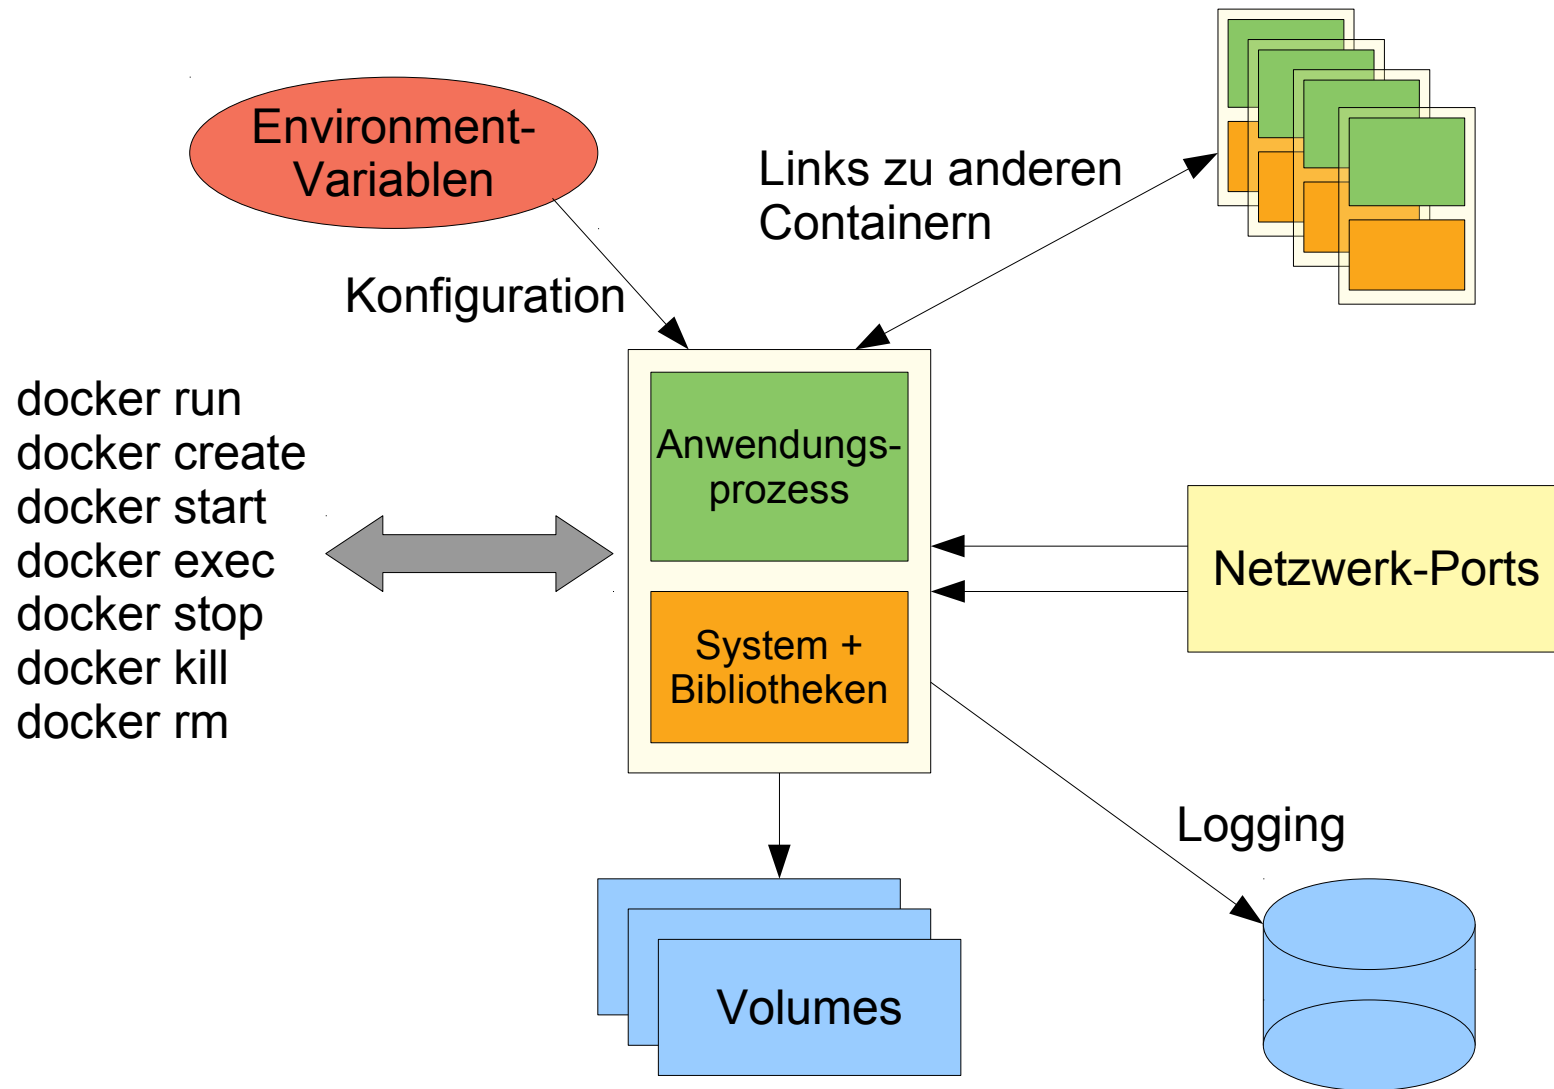 Environment-
Variablen
Links zu anderen
Containern
Konfiguration
docker run
docker create
docker start
docker exec
docker stop
docker kill
docker rm
Anwendungs-
prozess
System +
Bibliotheken
Netzwerk-Ports
Logging
Volumes